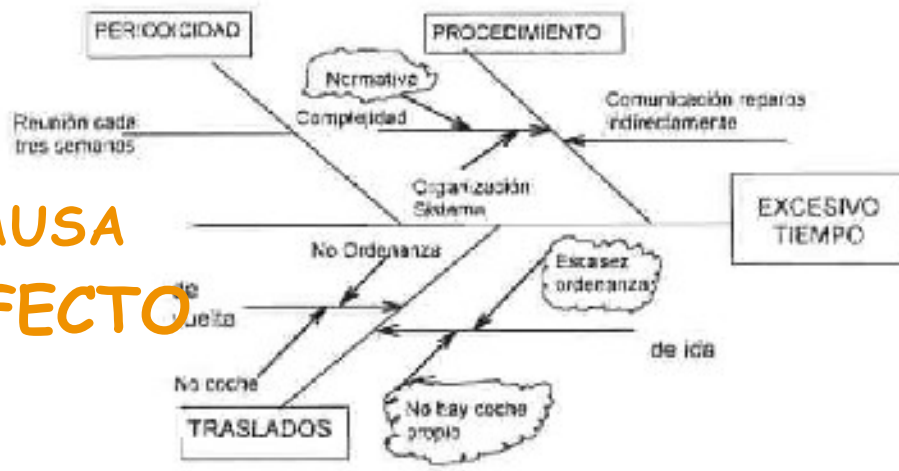 PERIODICIDAD
PROCEDIMIENTO
Normativa
Complejidad
Comunicación reparos
indirectamente
Reunión cada
tres semanas
Organización
Sistema
EXCESIVO
TIEMPO
AUSA
FECTO
No Ordenanza
Escasez
ordenanza
de
vuelta
de ida
No coche
No hay coche
propio
TRASLADOS